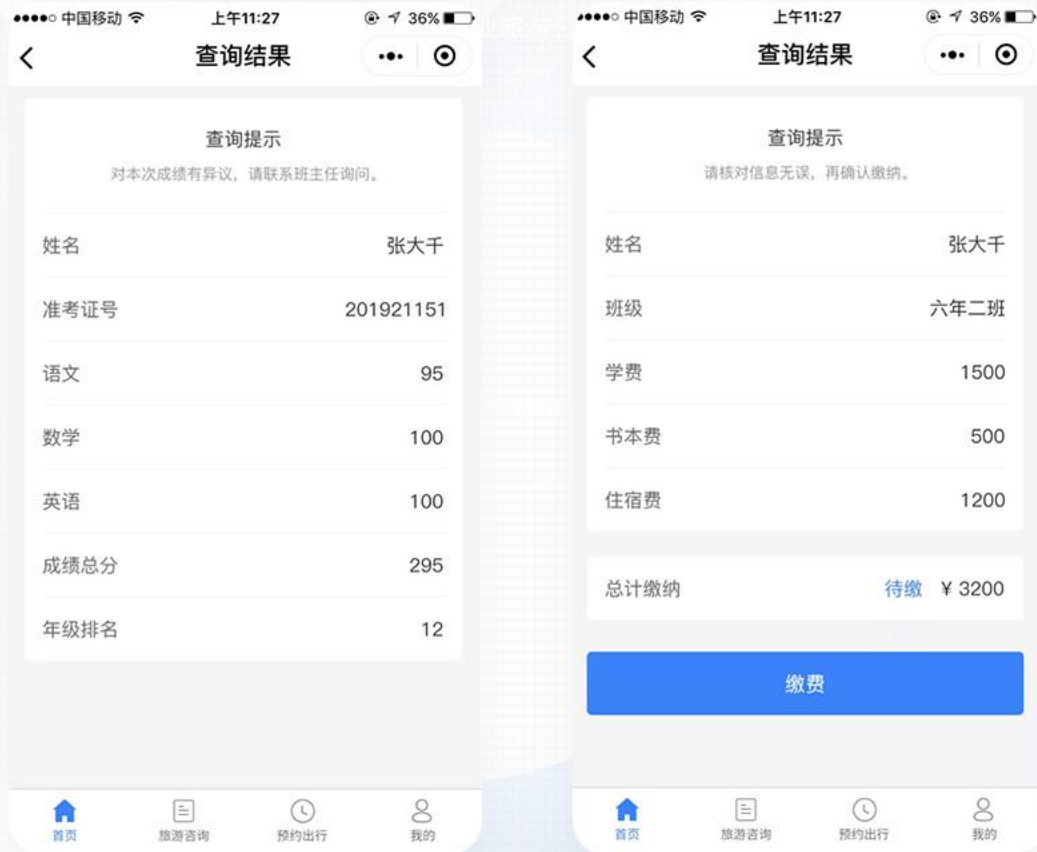 中国移动 上午11:27 36%
查询结果
查询提示
对本次成绩有异议，请联系班主任询问。
姓名 张大千
准考证号 201921151
语文 95
数学 100
英语 100
成绩总分 295
年级排名 12
首页 旅游咨询 预约出行 我的
中国移动 上午11:27 36%
查询结果
查询提示
请核对信息无误，再确认缴纳。
姓名 张大千
班级 六年二班
学费 1500
书本费 500
住宿费 1200
总计缴纳 待缴 ¥ 3200
缴费
首页 旅游咨询 预约出行 我的